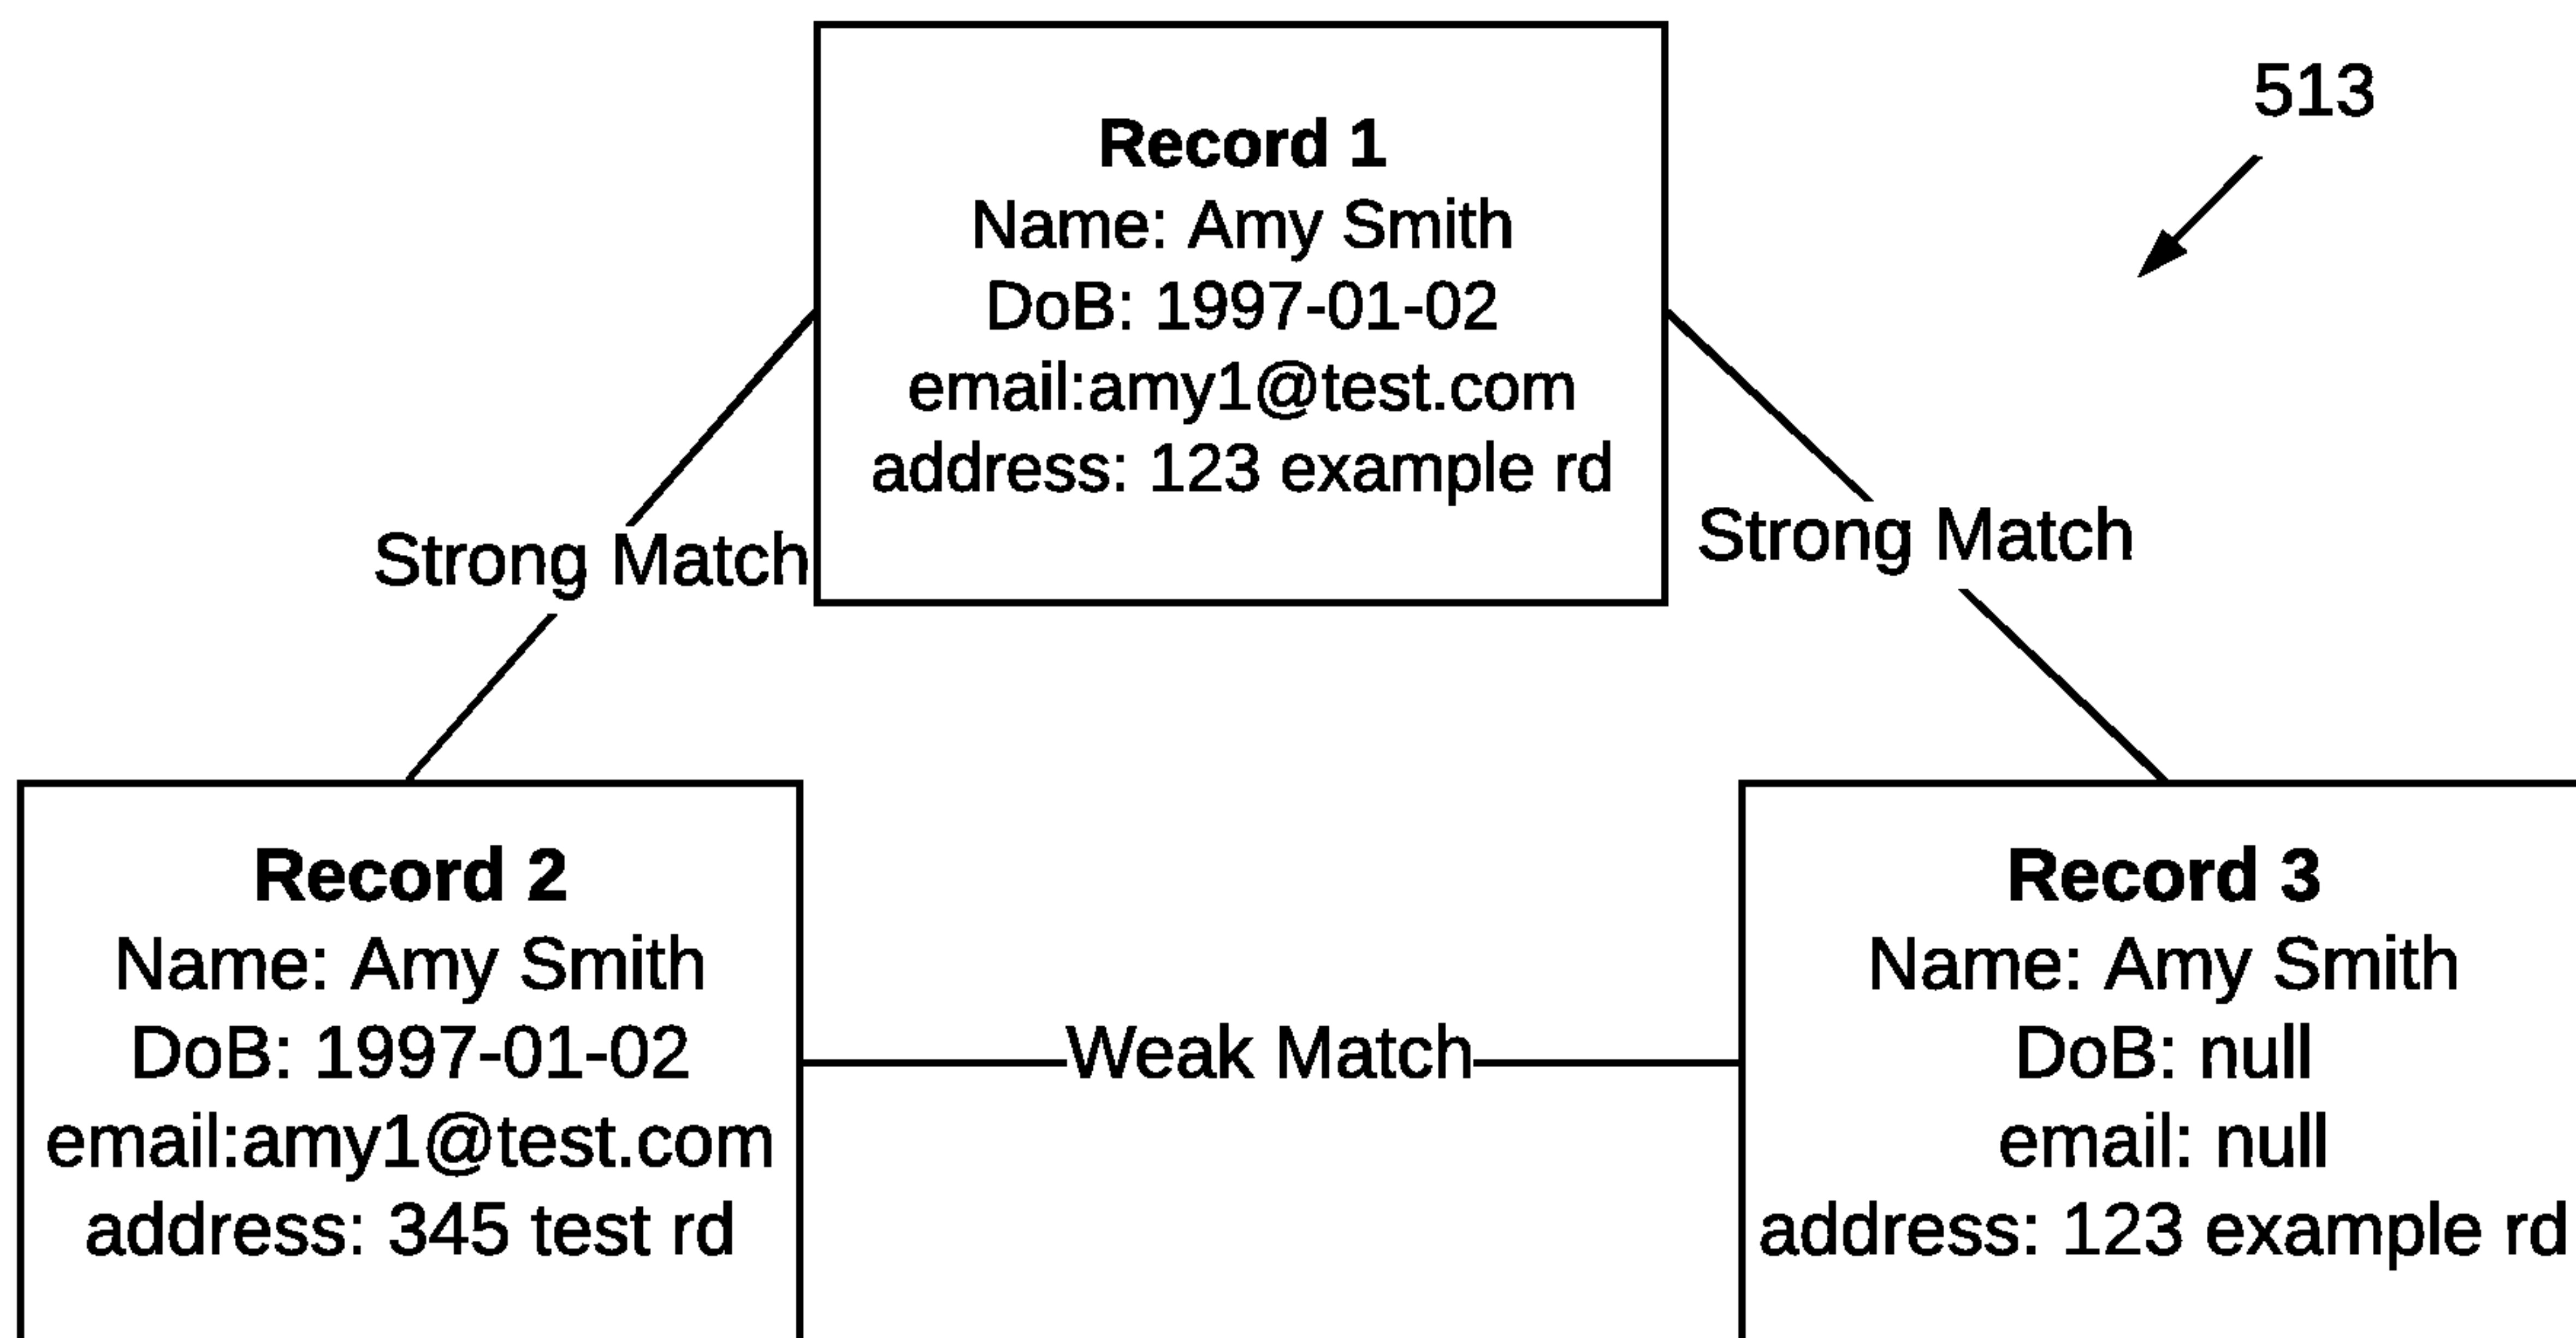 513
Record 1
Name: Amy Smith
DoB: 1997-01-02
email:amy1@test.com
address: 123 example rd
Strong Match
Strong Match
Record 2
Name: Amy Smith
DoB: 1997-01-02
email:amy1@test.com
address: 345 test rd
Weak Match
Record 3
Name: Amy Smith
DoB: null
email: null
address: 123 example rd